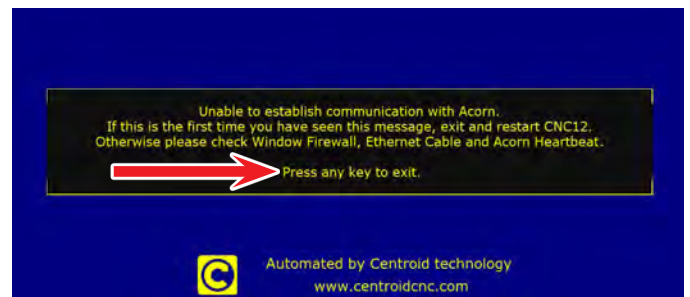 Unable to establish communication with Acorn.
If this is the first time you have seen this message, exit and restart CNC12.
Otherwise please check Window Firewall, Ethernet Cable and Acorn Heartbeat.
Press any key to exit.
C
Automated by Centroid technology
www.centroidcnc.com